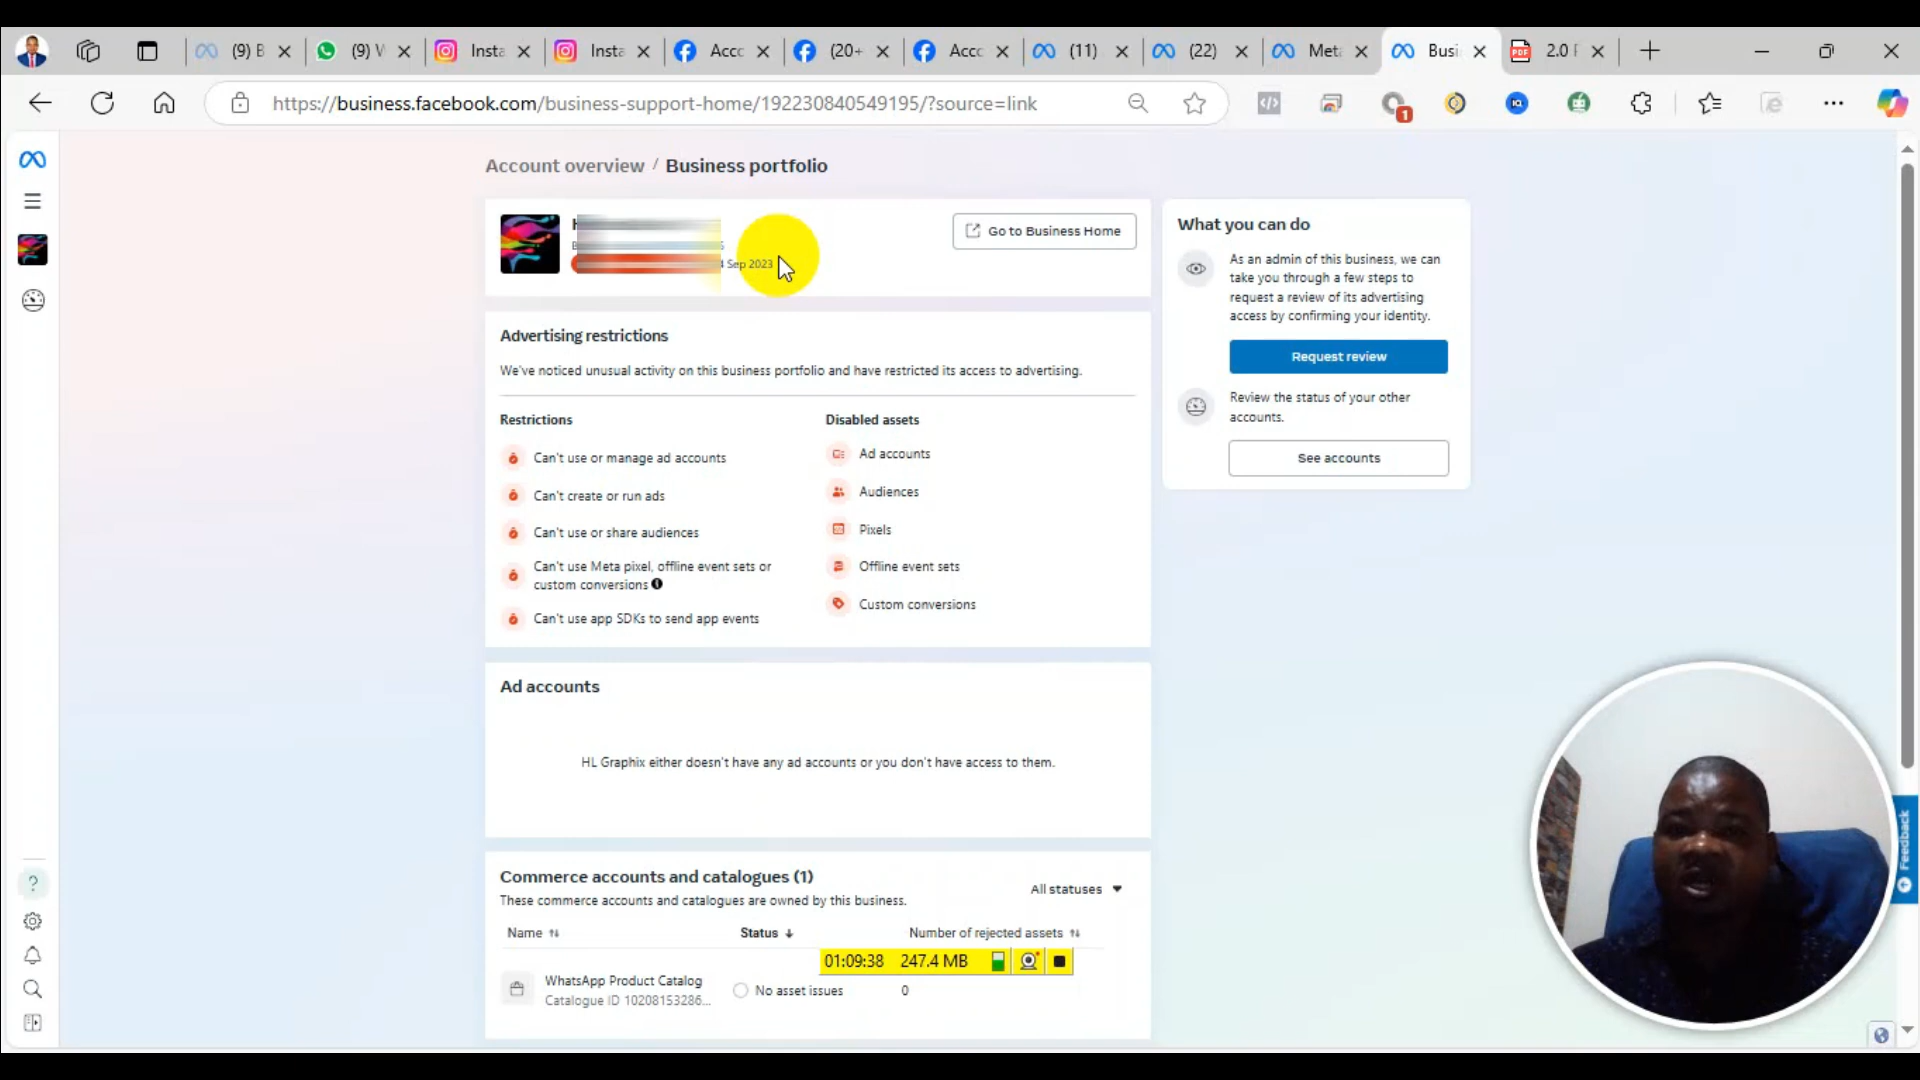 (9) B
(9) V
Insta
Insta
Acco
(20+
Acco
(11)
(22)
Meta
Busi
PDF
2.0 F
https://business.facebook.com/business-support-home/192230840549195/?source=link
1
Account overview / Business portfolio
Sep 2023
Go to Business Home
What you can do
As an admin of this business, we can
take you through a few steps to
request a review of its advertising
access by confirming your identity.
Request review
Review the status of your other
accounts.
See accounts
Advertising restrictions
We've noticed unusual activity on this business portfolio and have restricted its access to advertising.
Restrictions
Can't use or manage ad accounts
Can't create or run ads
Can't use or share audiences
Can't use Meta pixel, offline event sets or
custom conversions
Can't use app SDKs to send app events
Disabled assets
Ad accounts
Audiences
Pixels
Offline event sets
Custom conversions
Ad accounts
HL Graphix either doesn't have any ad accounts or you don't have access to them.
Commerce accounts and catalogues (1)
These commerce accounts and catalogues are owned by this business.
All statuses
Name
Status
Number of rejected assets
01:09:38 247.4 MB
WhatsApp Product Catalog
Catalogue ID 10208153286...
No asset issues
0
Feedback